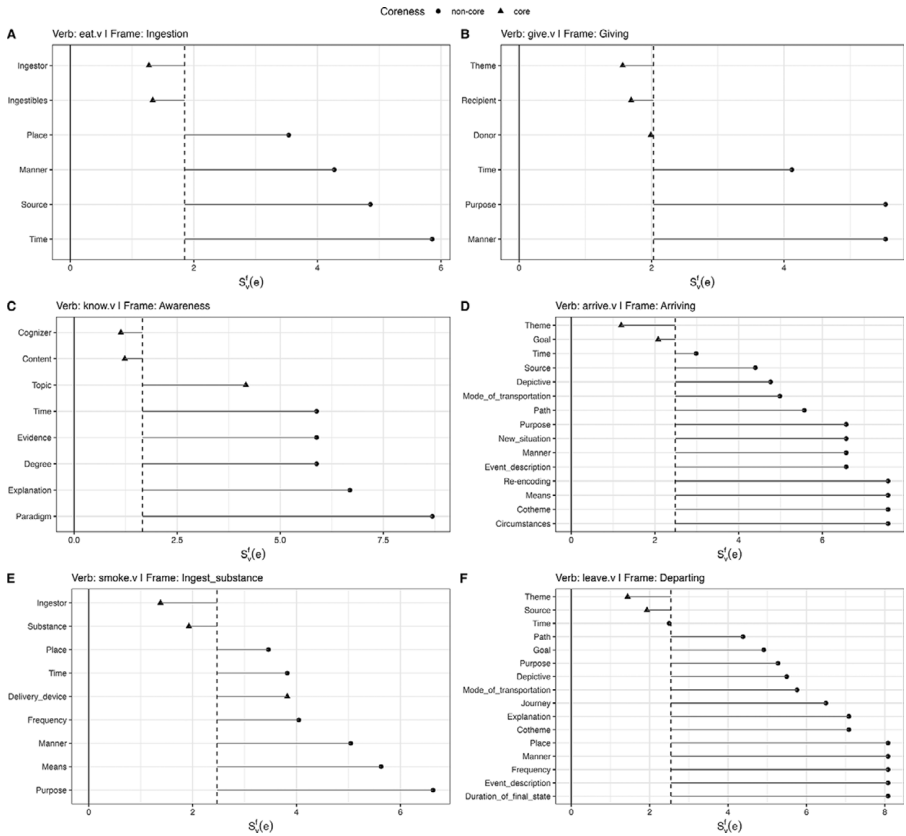 Coreness ● non-core ▲ core
A Verb: eat.v I Frame: Ingestion
Ingestor
Ingestibles
Place
Manner
Source
Time
0 2 4 6
S_v^f(e)
B Verb: give.v I Frame: Giving
Theme
Recipient
Donor
Time
Purpose
Manner
0 2 4
S_v^f(e)
C Verb: know.v I Frame: Awareness
Cognizer
Content
Topic
Time
Evidence
Degree
Explanation
Paradigm
0.0 2.5 5.0 7.5
S_v^f(e)
D Verb: arrive.v I Frame: Arriving
Theme
Goal
Time
Source
Depictive
Mode_of_transportation
Path
Purpose
New_situation
Manner
Event_description
Re-encoding
Means
Cotheme
Circumstances
0 2 4 6
S_v^f(e)
E Verb: smoke.v I Frame: Ingest_substance
Ingestor
Substance
Place
Time
Delivery_device
Frequency
Manner
Means
Purpose
0 2 4 6
S_v^f(e)
F Verb: leave.v I Frame: Departing
Theme
Source
Time
Path
Goal
Purpose
Depictive
Mode_of_transportation
Journey
Explanation
Cotheme
Place
Manner
Frequency
Event_description
Duration_of_final_state
0 2 4 6 8
S_v^f(e)